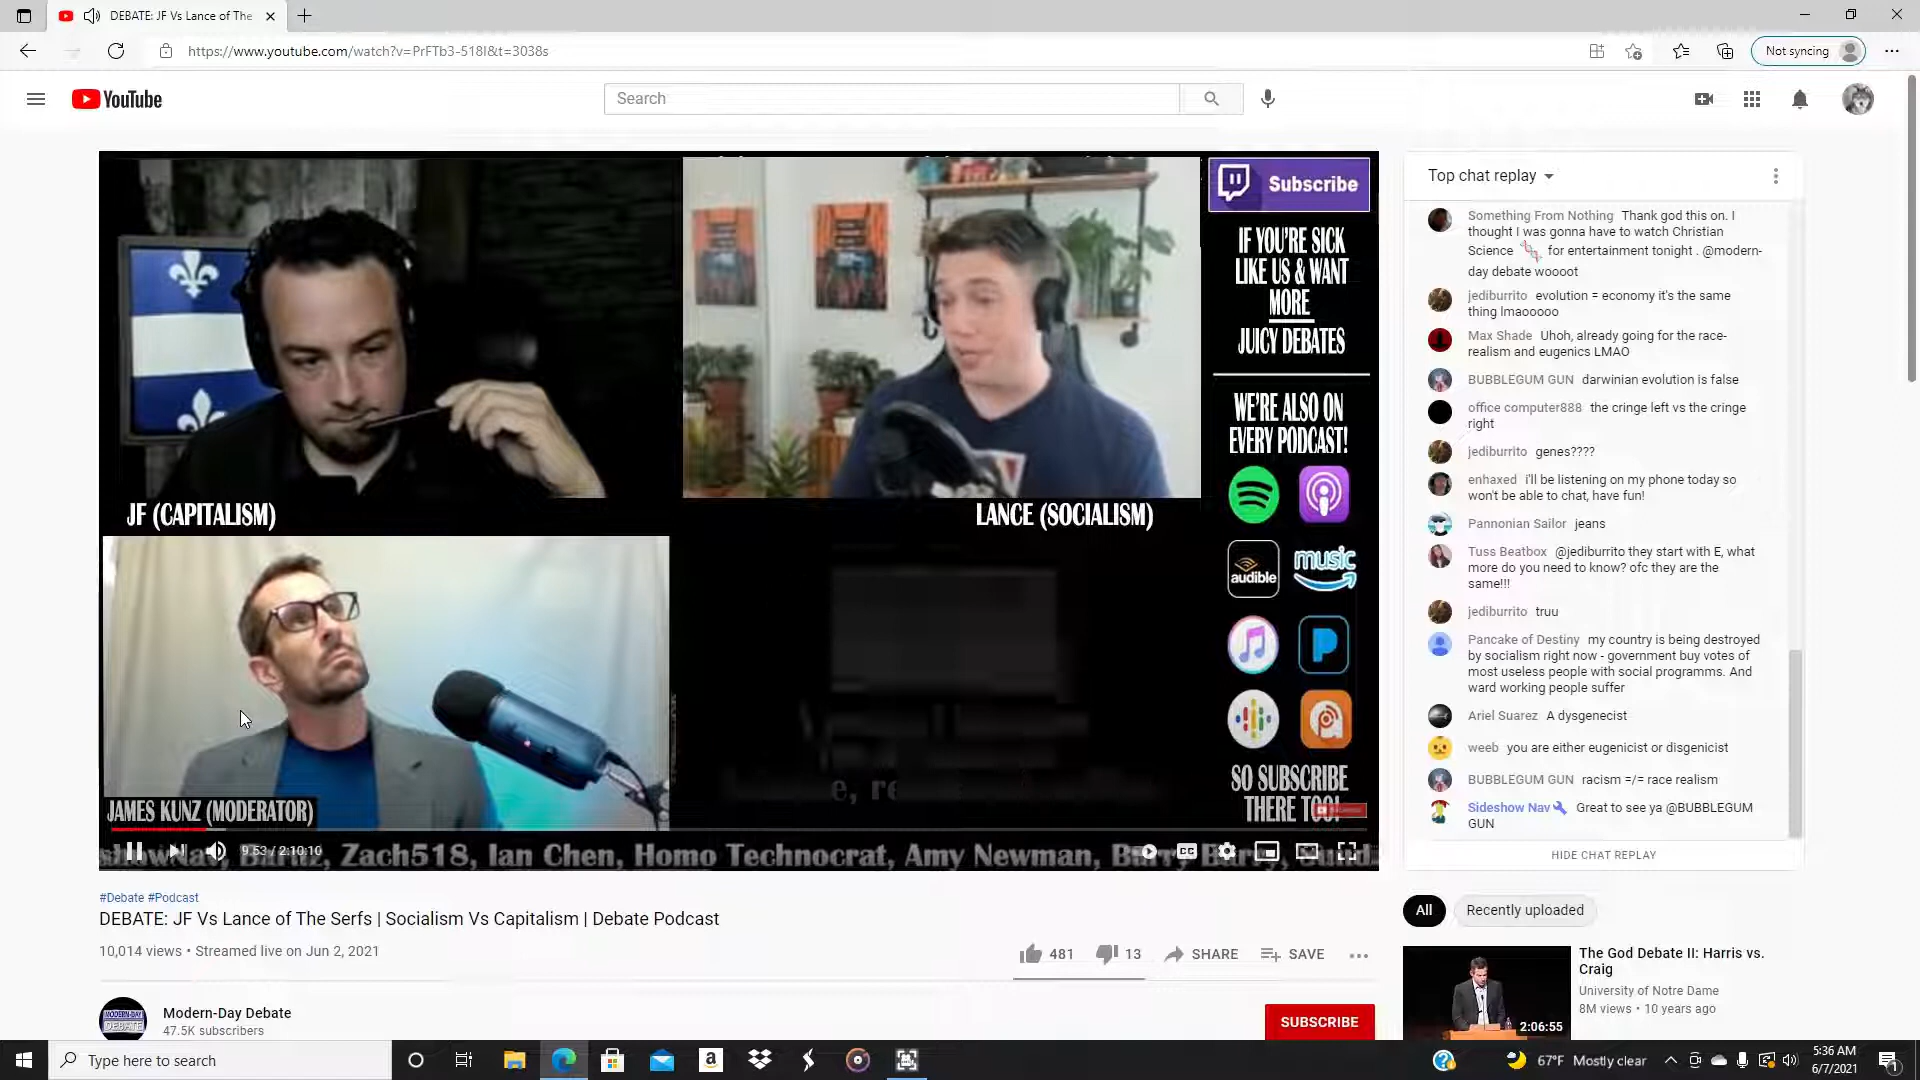 DEBATE: JF Vs Lance of The
https://www.youtube.com/watch?v=PrFTb3-518I&t=3038s
Not syncing
YouTube
Search
Subscribe
IF YOU'RE SICK
LIKE US & WANT
MORE
JUICY DEBATES
WE'RE ALSO ON
EVERY PODCAST!
audible
music
SO SUBSCRIBE
THERE TOO!
JF (CAPITALISM)
LANCE (SOCIALISM)
JAMES KUNZ (MODERATOR)
9:53 / 2:10:10
Zach518, Ian Chen, Homo Technocrat, Amy Newman,
Top chat replay
Something From Nothing Thank god this on. I
thought I was gonna have to watch Christian
Science for entertainment tonight . @modern-
day debate woooot
jediburrito evolution = economy it's the same
thing lmaooooo
Max Shade Uhoh, already going for the race-
realism and eugenics LMAO
BUBBLEGUM GUN darwinian evolution is false
office computer888 the cringe left vs the cringe
right
jediburrito genes????
enhaxed i'll be listening on my phone today so
won't be able to chat, have fun!
Pannonian Sailor jeans
Tuss Beatbox @jediburrito they start with E, what
more do you need to know? ofc they are the
same!!!
jediburrito truu
Pancake of Destiny my country is being destroyed
by socialism right now - government buy votes of
most useless people with social programms. And
ward working people suffer
Ariel Suarez A dysgenecist
weeb you are either eugenicist or disgenicist
BUBBLEGUM GUN racism =/= race realism
Sideshow Nav Great to see ya @BUBBLEGUM
GUN
HIDE CHAT REPLAY
#Debate #Podcast
DEBATE: JF Vs Lance of The Serfs | Socialism Vs Capitalism | Debate Podcast
10,014 views • Streamed live on Jun 2, 2021
481
13
SHARE
SAVE
MODERN-DAY
DEBATE
Modern-Day Debate
47.5K subscribers
SUBSCRIBE
All
Recently uploaded
The God Debate II: Harris vs.
Craig
University of Notre Dame
8M views • 10 years ago
2:06:55
Type here to search
67°F Mostly clear
5:36 AM
6/7/2021
1